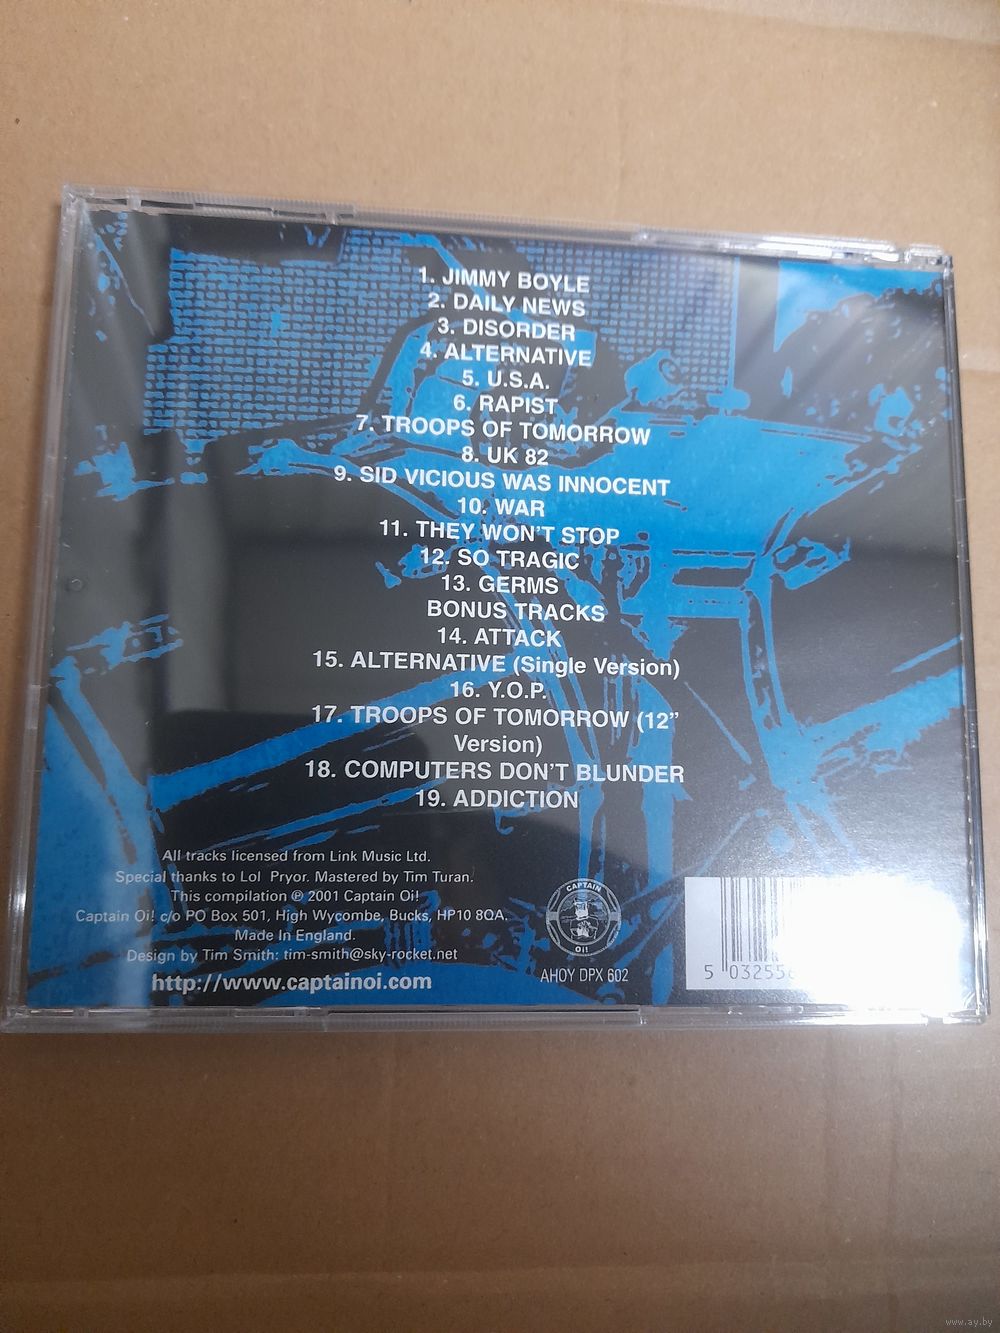 1. JIMMY BOYLE
2. DAILY NEWS
3. DISORDER
4. ALTERNATIVE
5. U.S.A.
6. RAPIST
7. TROOPS OF TOMORROW
8. UK 82
9. SID VICIOUS WAS INNOCENT
10. WAR
11. THEY WON'T STOP
12. SO TRAGIC
13. GERMS
BONUS TRACKS
14. ATTACK
15. ALTERNATIVE (Single Version)
16. Y.O.P.
17. TROOPS OF TOMORROW (12"
Version)
18. COMPUTERS DON'T BLUNDER
19. ADDICTION
All tracks licensed from Link Music Ltd.
Special thanks to Lol Pryor. Mastered by Tim Turan.
This compilation ℗ 2001 Captain Oi!
Captain Oi! c/o PO Box 501, High Wycombe, Bucks, HP10 8QA.
Made In England.
Design by Tim Smith: tim-smith@sky-rocket.net
http://www.captainoi.com
CAPTAIN
Oi!
AHOY DPX 602
5 032556
www.ay.by